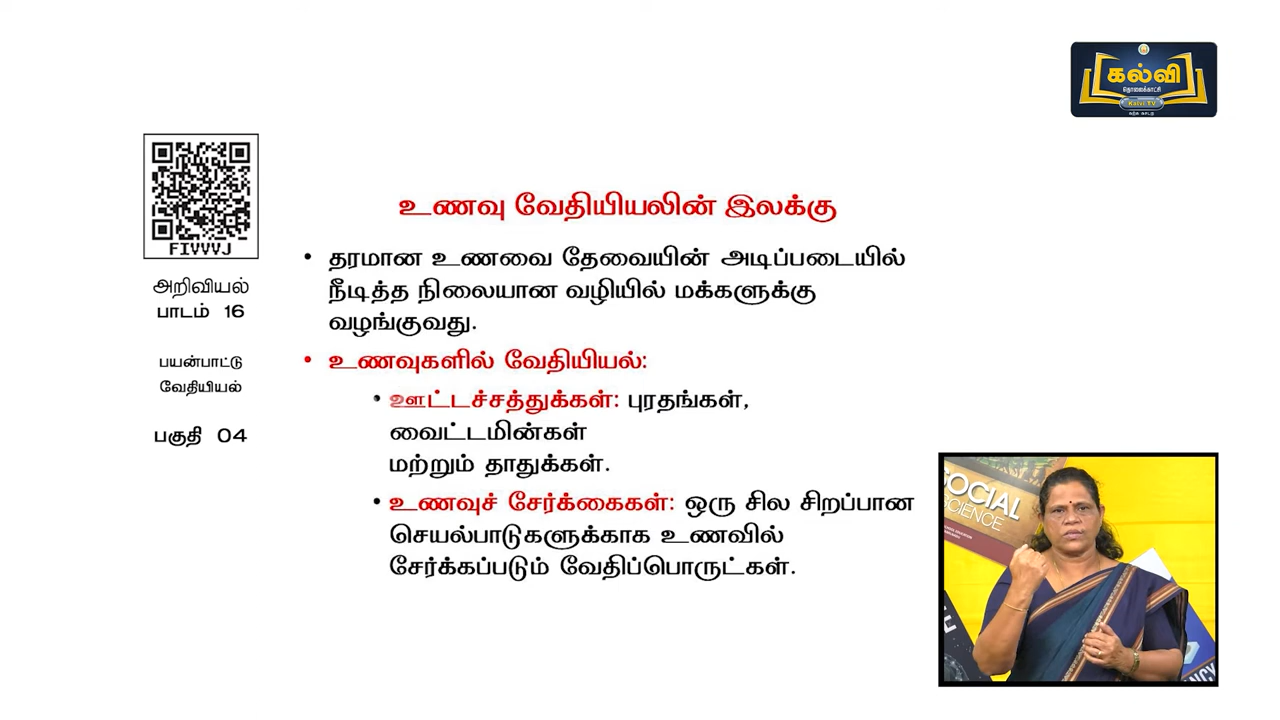 கல்வி
தொலைக்காட்சி
Kalvi TV
FIVVVJ
அறிவியல்
பாடம் 16
பயன்பாட்டு
வேதியியல்
பகுதி 04
உணவு வேதியியலின் இலக்கு
• தரமான உணவை தேவையின் அடிப்படையில்
நீடித்த நிலையான வழியில் மக்களுக்கு
வழங்குவது.
• உணவுகளில் வேதியியல்:
• ஊட்டச்சத்துக்கள்: புரதங்கள்,
வைட்டமின்கள்
மற்றும் தாதுக்கள்.
• உணவுச் சேர்க்கைகள்: ஒரு சில சிறப்பான
செயல்பாடுகளுக்காக உணவில்
சேர்க்கப்படும் வேதிப்பொருட்கள்.
SOCIAL
SCIENCE